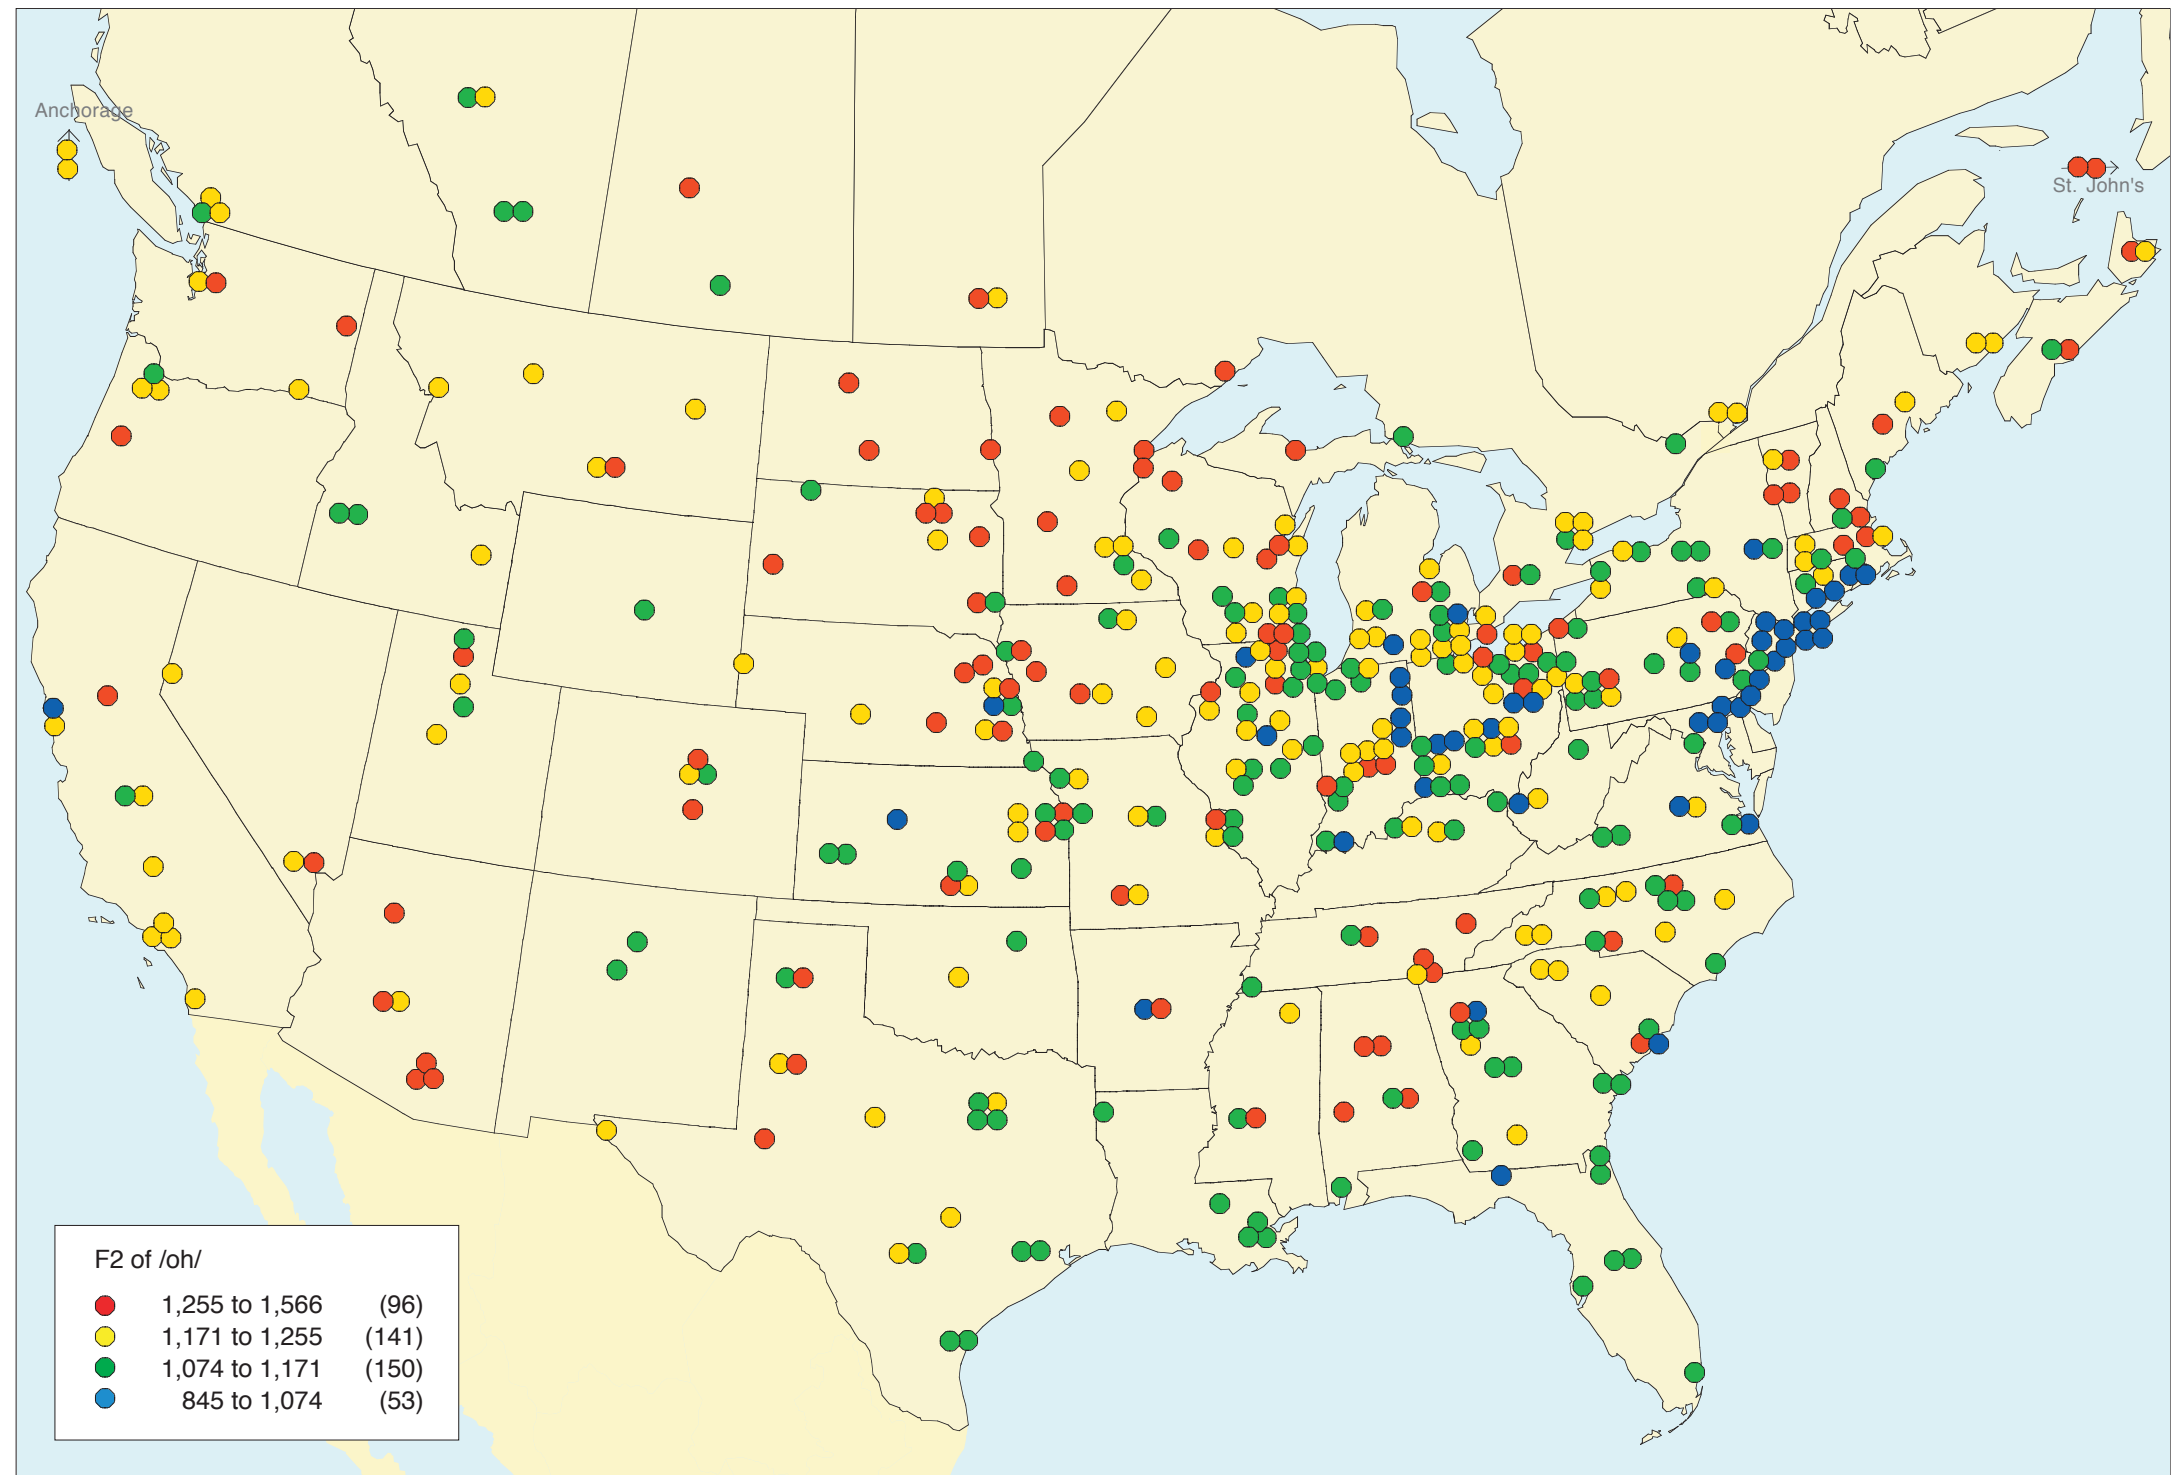 Anchorage
St. John's
F2 of /oh/
1,255 to 1,566 (96)
1,171 to 1,255 (141)
1,074 to 1,171 (150)
845 to 1,074 (53)